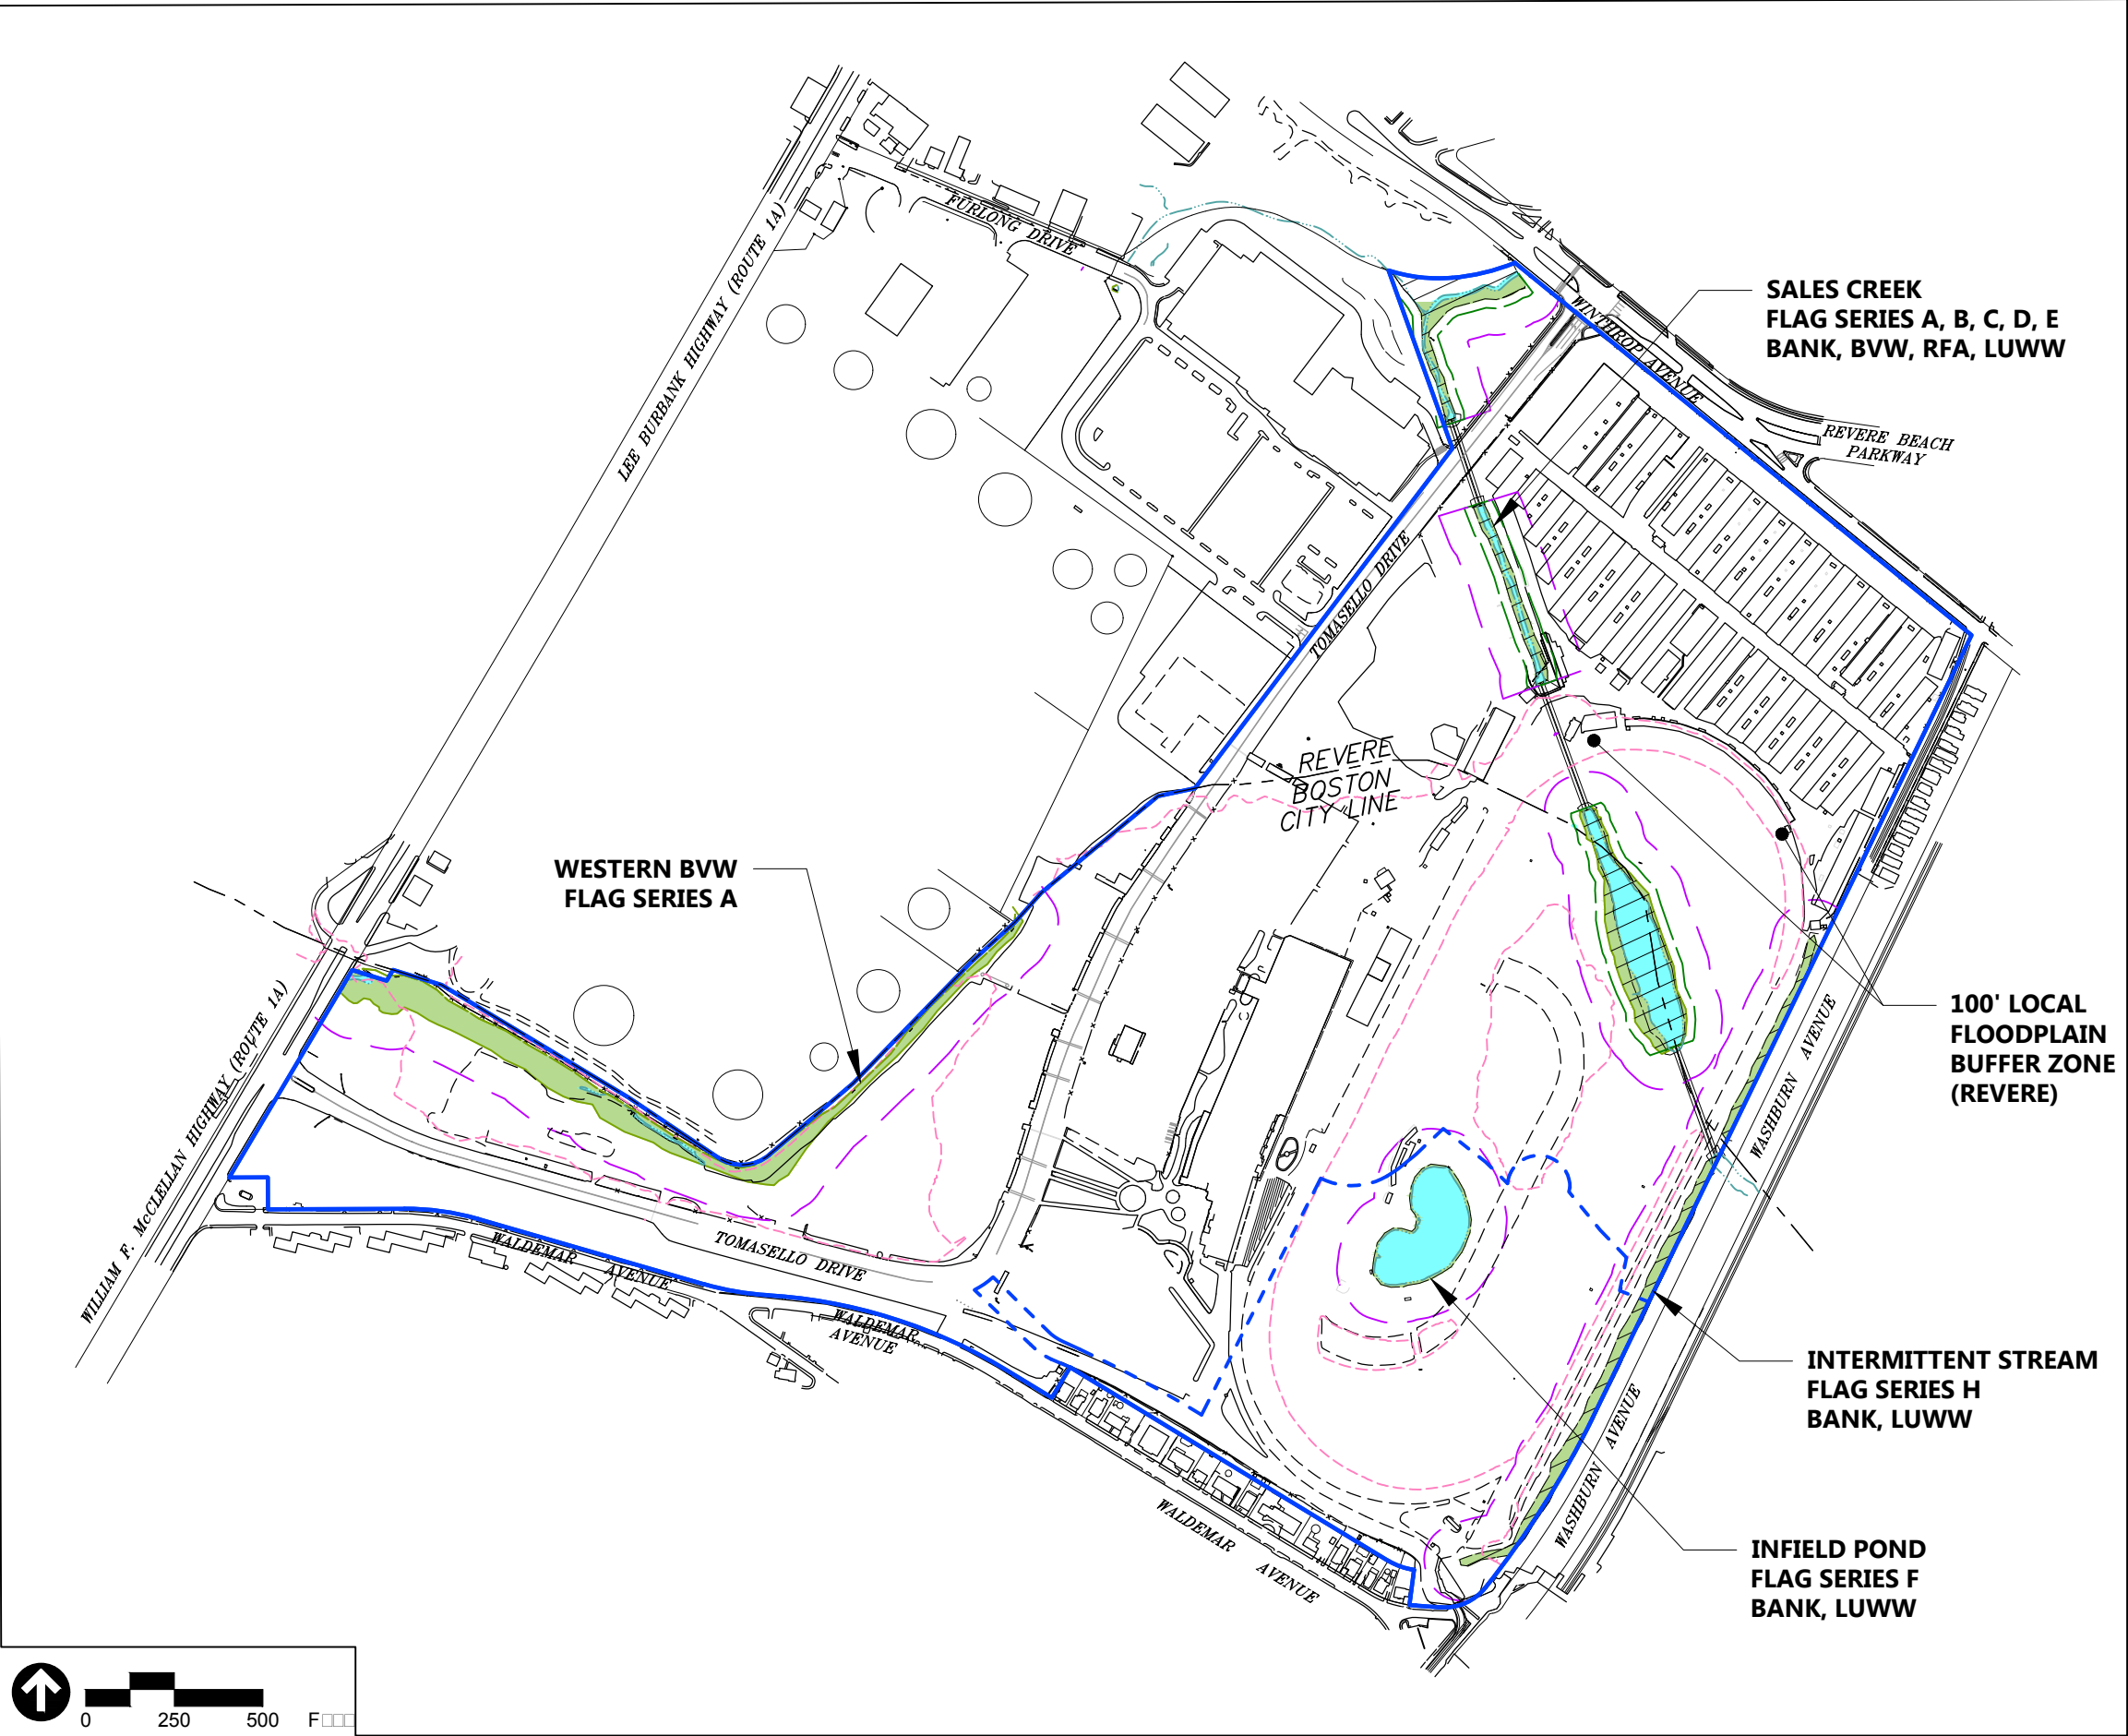 FURLONG DRIVE
LEE BURBANK HIGHWAY (ROUTE 1A)
SALES CREEK
FLAG SERIES A, B, C, D, E
BANK, BVW, RFA, LUWW
WINTHROP AVENUE
REVERE BEACH
PARKWAY
TOMASELLO DRIVE
REVERE
BOSTON
CITY LINE
WESTERN BVW
FLAG SERIES A
100' LOCAL
FLOODPLAIN
BUFFER ZONE
(REVERE)
WASHBURN AVENUE
WILLIAM F. McCLELLAN HIGHWAY (ROUTE 1A)
WALDEMAR AVENUE
TOMASELLO DRIVE
WALDEMAR
AVENUE
INTERMITTENT STREAM
FLAG SERIES H
BANK, LUWW
WASHBURN AVENUE
WALDEMAR AVENUE
INFIELD POND
FLAG SERIES F
BANK, LUWW
0 250 500 F